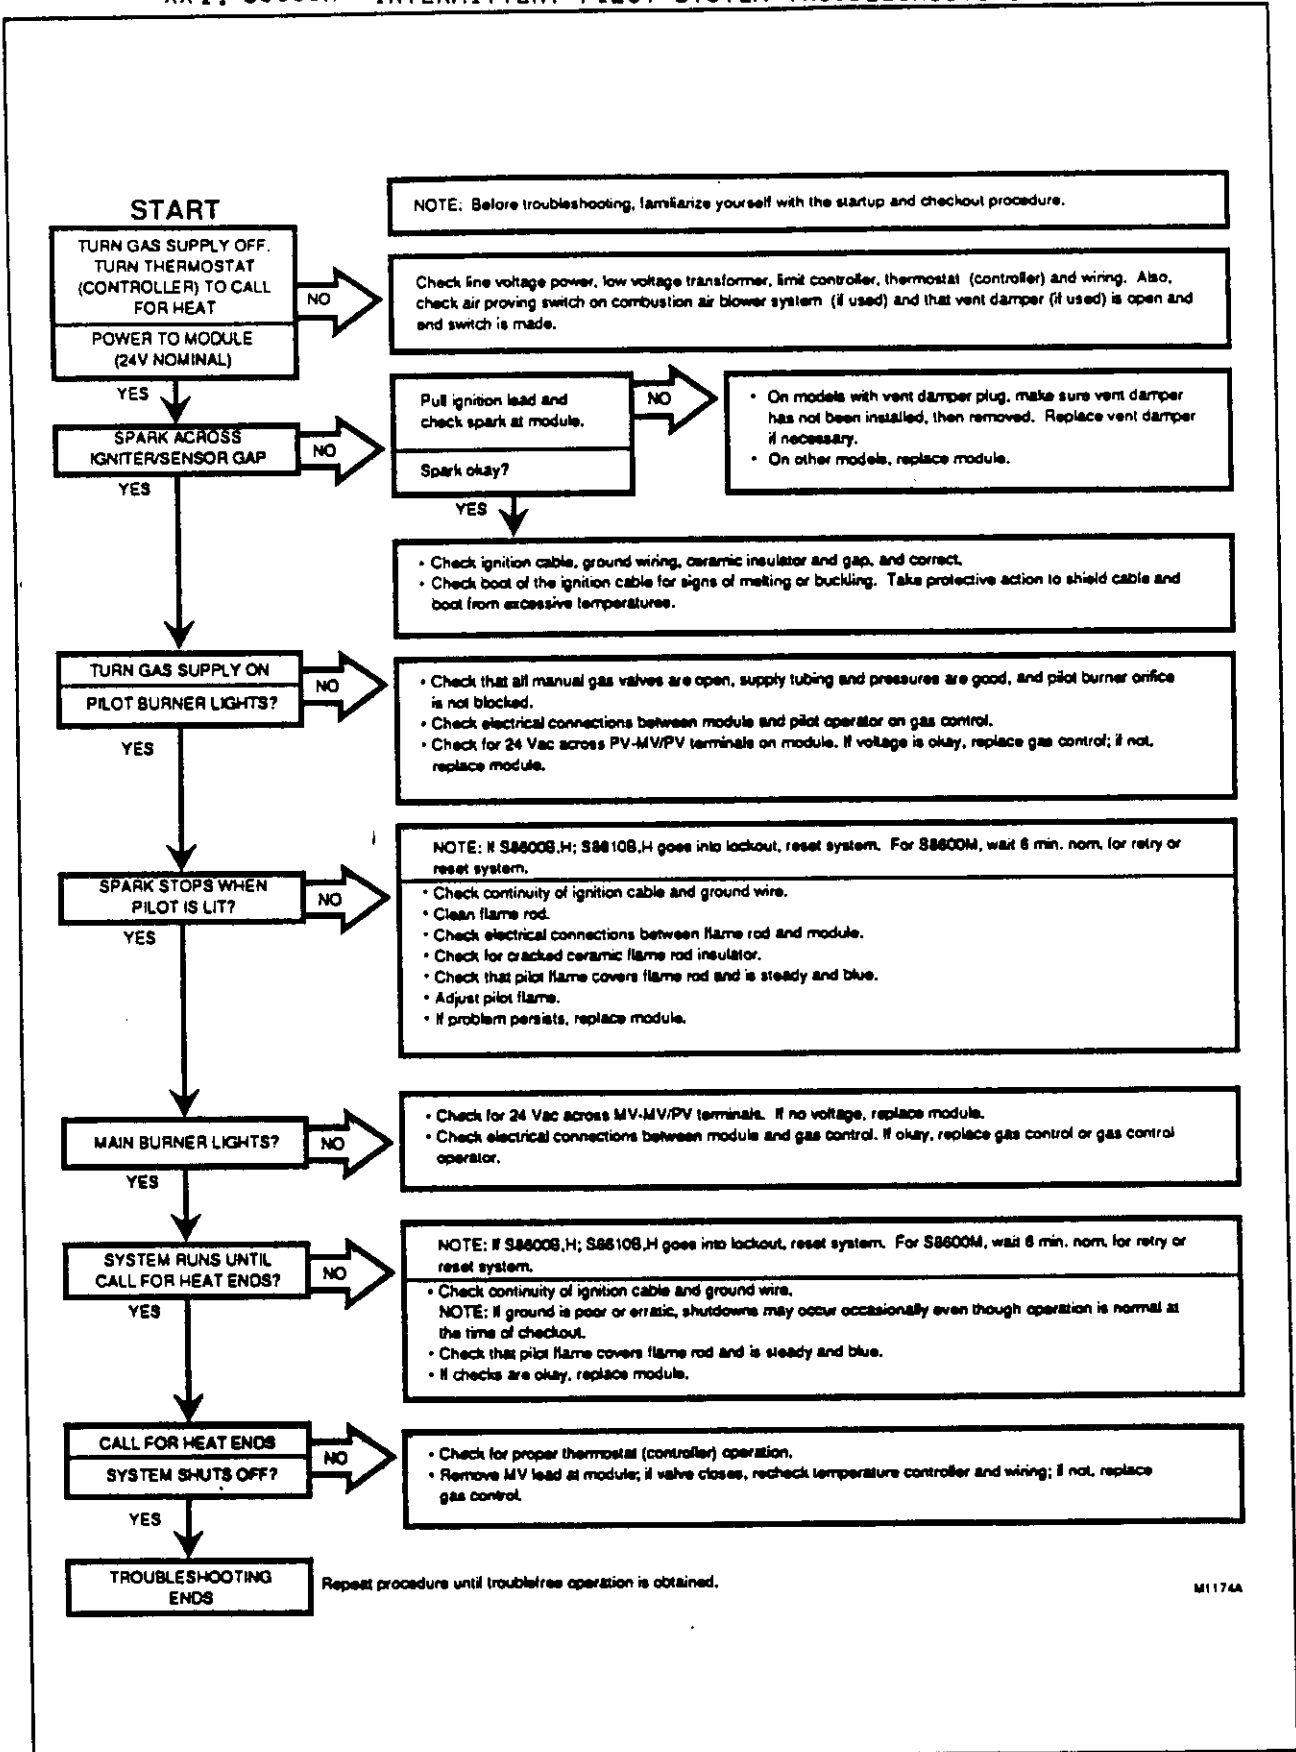 INTERMITTENT PILOT SYSTEM
START
NOTE: Before troubleshooting, familiarize yourself with the startup and checkout procedure.
TURN GAS SUPPLY OFF.
TURN THERMOSTAT
(CONTROLLER) TO CALL
FOR HEAT
POWER TO MODULE
(24V NOMINAL)
NO
Check line voltage power, low voltage transformer, limit controller, thermostat (controller) and wiring. Also,
check air proving switch on combustion air blower system (if used) and that vent damper (if used) is open and
end switch is made.
YES
SPARK ACROSS
IGNITER/SENSOR GAP
NO
Pull ignition lead and
check spark at module.
Spark okay?
NO
• On models with vent damper plug, make sure vent damper
has not been installed, then removed. Replace vent damper
if necessary.
• On other models, replace module.
YES
YES
• Check ignition cable, ground wiring, ceramic insulator and gap, and correct.
• Check boot of the ignition cable for signs of melting or buckling. Take protective action to shield cable and
boot from excessive temperatures.
TURN GAS SUPPLY ON
PILOT BURNER LIGHTS?
NO
• Check that all manual gas valves are open, supply tubing and pressures are good, and pilot burner orifice
is not blocked.
• Check electrical connections between module and pilot operator on gas control.
• Check for 24 Vac across PV-MV/PV terminals on module. If voltage is okay, replace gas control; if not,
replace module.
YES
SPARK STOPS WHEN
PILOT IS LIT?
NO
NOTE: If S8600B,H; S8610B,H goes into lockout, reset system. For S8600M, wait 6 min. nom. for retry or
reset system.
• Check continuity of ignition cable and ground wire.
• Clean flame rod.
• Check electrical connections between flame rod and module.
• Check for cracked ceramic flame rod insulator.
• Check that pilot flame covers flame rod and is steady and blue.
• Adjust pilot flame.
• If problem persists, replace module.
YES
MAIN BURNER LIGHTS?
NO
• Check for 24 Vac across MV-MV/PV terminals. If no voltage, replace module.
• Check electrical connections between module and gas control. If okay, replace gas control or gas control
operator.
YES
SYSTEM RUNS UNTIL
CALL FOR HEAT ENDS?
NO
NOTE: If S8600B,H; S8610B,H goes into lockout, reset system. For S8600M, wait 6 min. nom. for retry or
reset system.
• Check continuity of ignition cable and ground wire.
NOTE: If ground is poor or erratic, shutdowns may occur occasionally even though operation is normal at
the time of checkout.
• Check that pilot flame covers flame rod and is steady and blue.
• If checks are okay, replace module.
YES
CALL FOR HEAT ENDS
SYSTEM SHUTS OFF?
NO
• Check for proper thermostat (controller) operation.
• Remove MV lead at module; if valve closes, recheck temperature controller and wiring; if not, replace
gas control.
YES
TROUBLESHOOTING
ENDS
Repeat procedure until troublefree operation is obtained.
M1174A